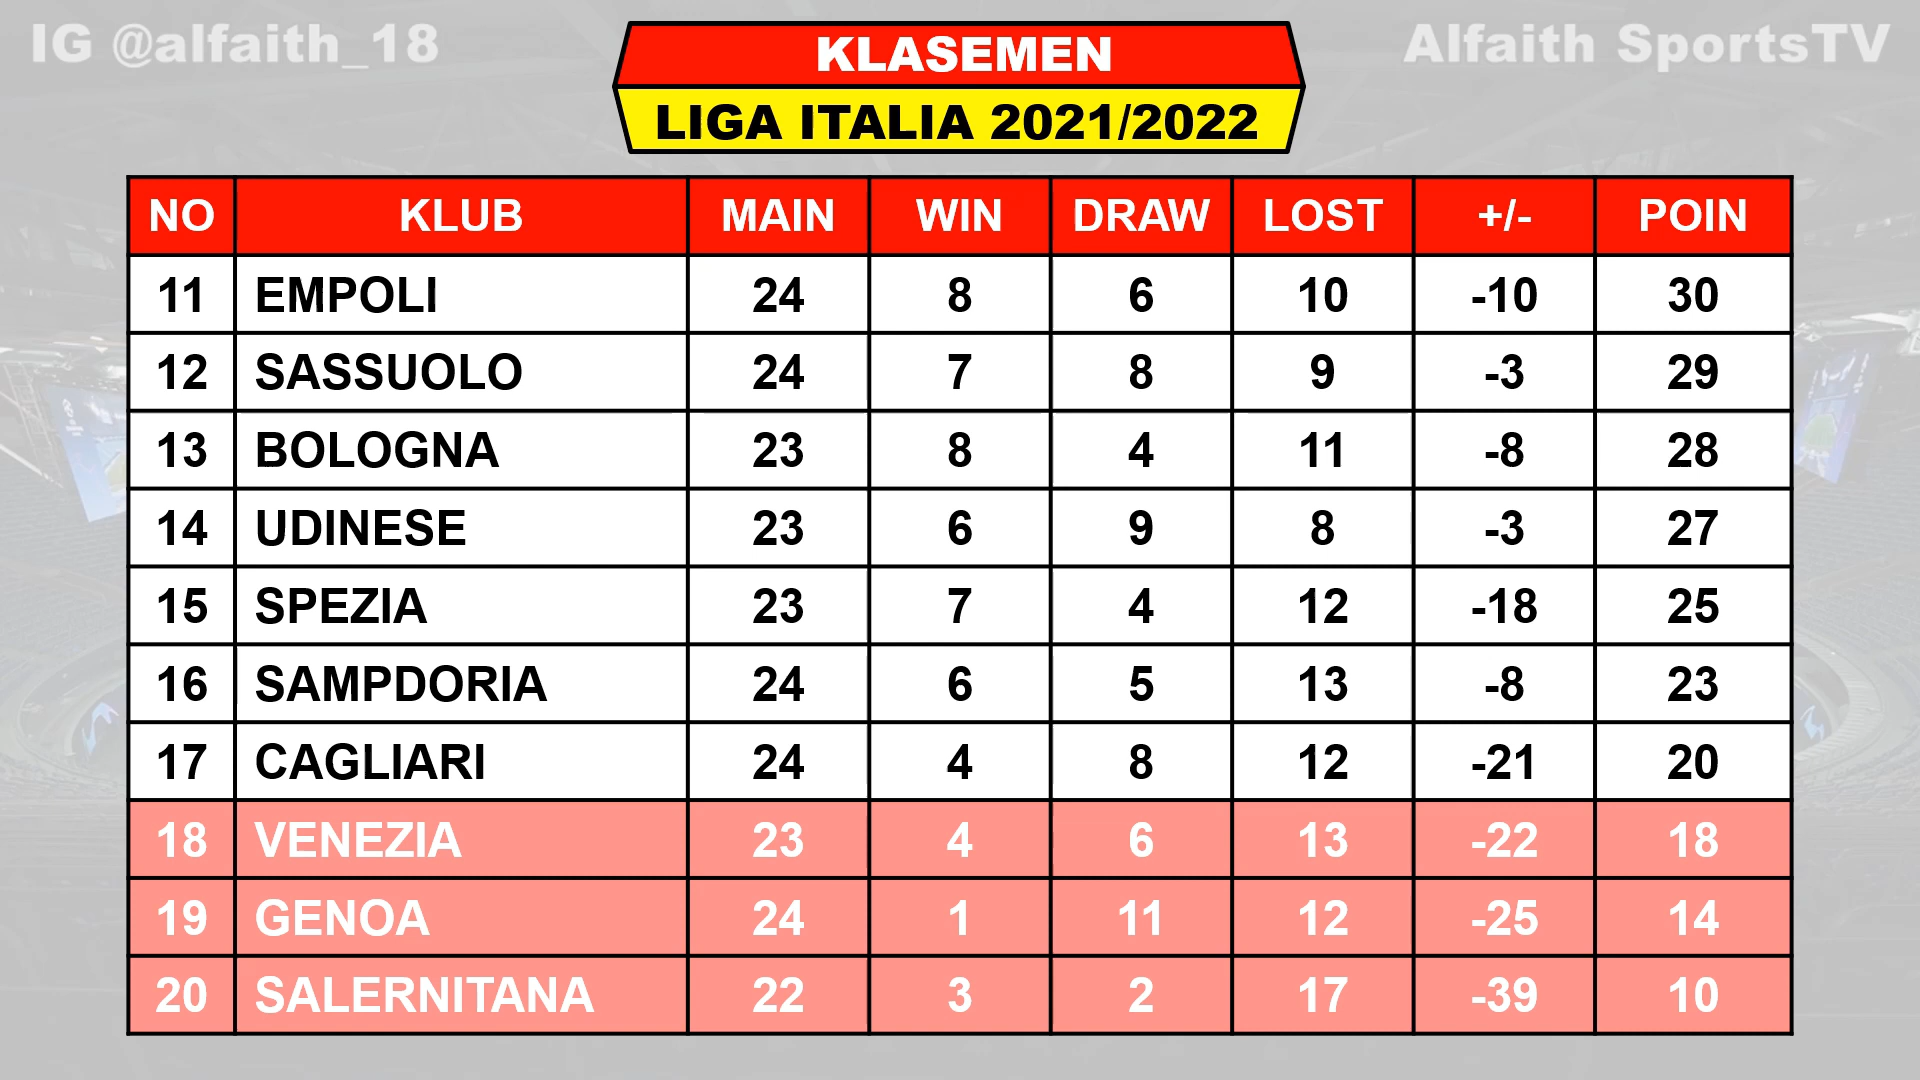 IG @alfaith_18
KLASEMEN
LIGA ITALIA 2021/2022
Alfaith SportsTV
NO KLUB MAIN WIN DRAW LOST +/- POIN
11 EMPOLI 24 8 6 10 -10 30
12 SASSUOLO 24 7 8 9 -3 29
13 BOLOGNA 23 8 4 11 -8 28
14 UDINESE 23 6 9 8 -3 27
15 SPEZIA 23 7 4 12 -18 25
16 SAMPDORIA 24 6 5 13 -8 23
17 CAGLIARI 24 4 8 12 -21 20
18 VENEZIA 23 4 6 13 -22 18
19 GENOA 24 1 11 12 -25 14
20 SALERNITANA 22 3 2 17 -39 10